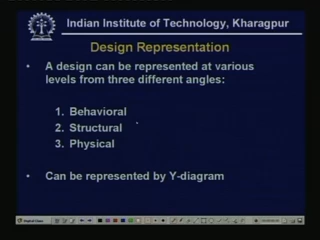 Indian Institute of Technology, Kharagpur
Design Representation
• A design can be represented at various
levels from three different angles:
1. Behavioral
2. Structural
3. Physical
• Can be represented by Y-diagram